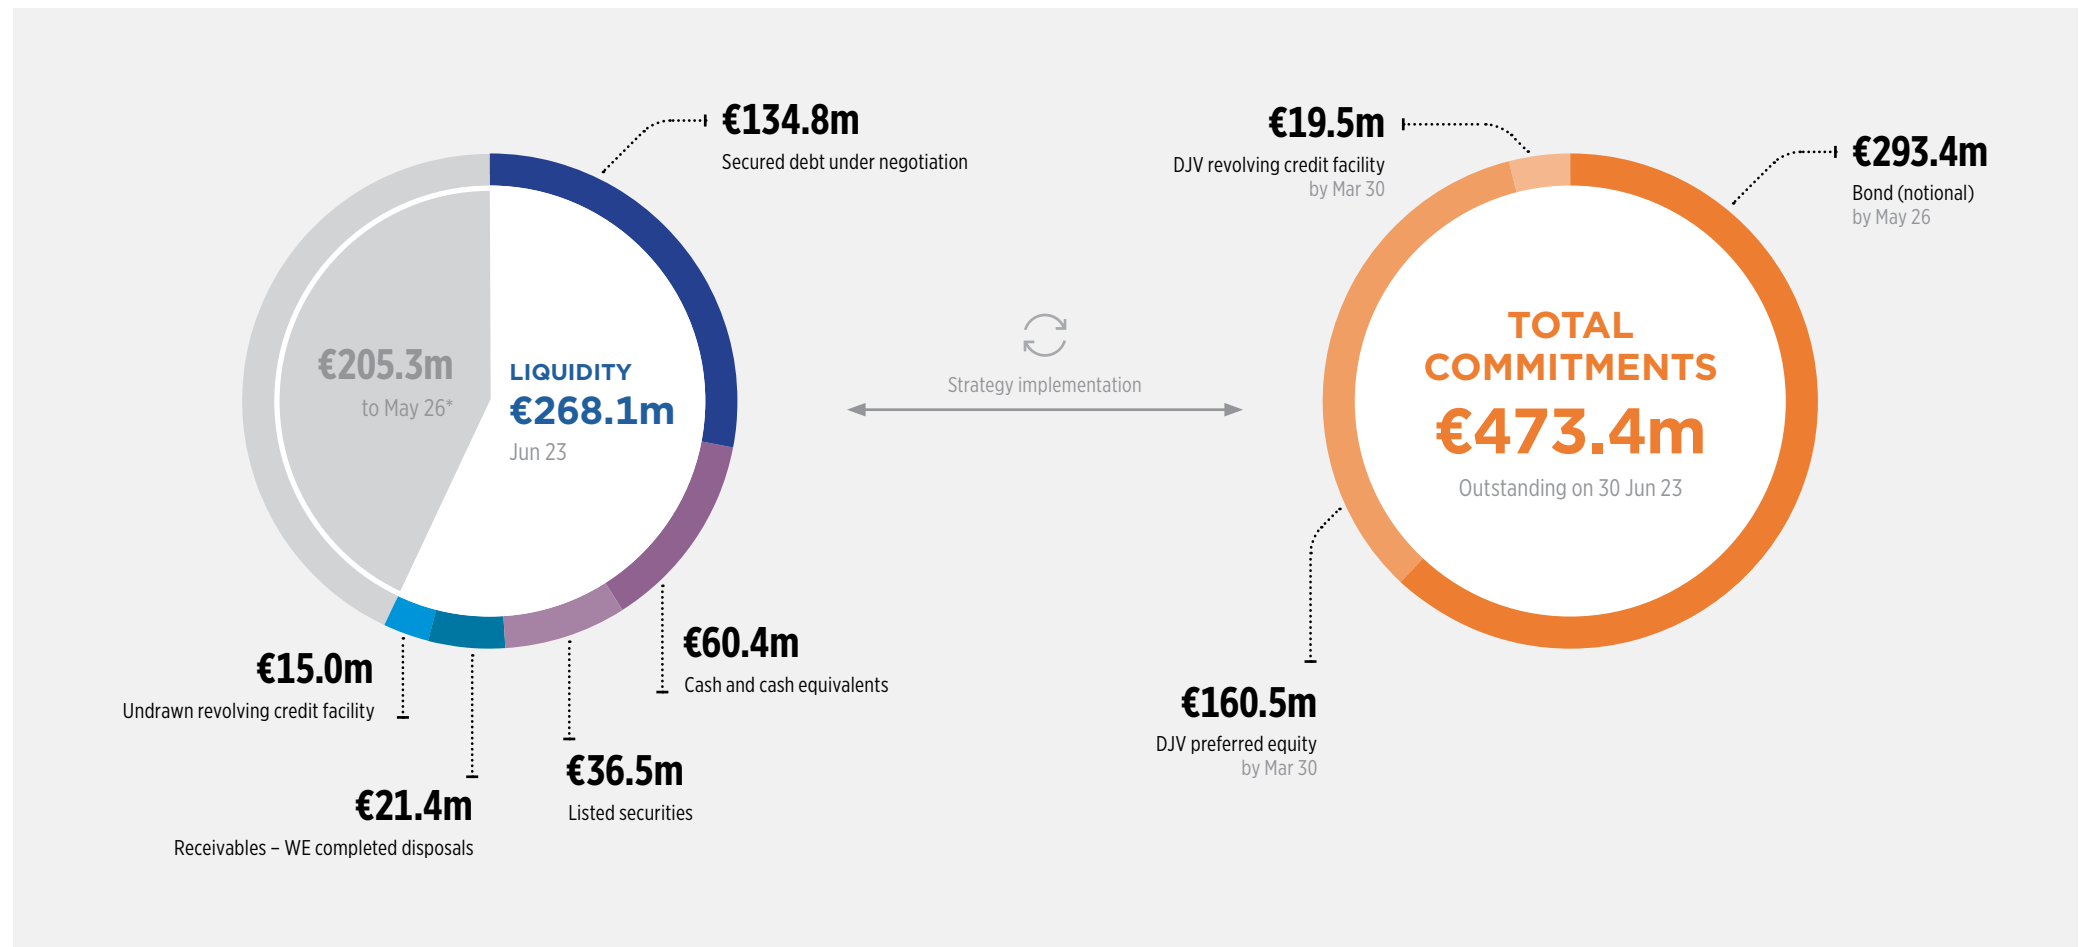 €134.8m
Secured debt under negotiation
€205.3m
to May 26*
LIQUIDITY
€268.1m
Jun 23
€15.0m
Undrawn revolving credit facility
€21.4m
Receivables – WE completed disposals
€36.5m
Listed securities
€60.4m
Cash and cash equivalents
Strategy implementation
€19.5m
DJV revolving credit facility
by Mar 30
€293.4m
Bond (notional)
by May 26
TOTAL
COMMITMENTS
€473.4m
Outstanding on 30 Jun 23
€160.5m
DJV preferred equity
by Mar 30